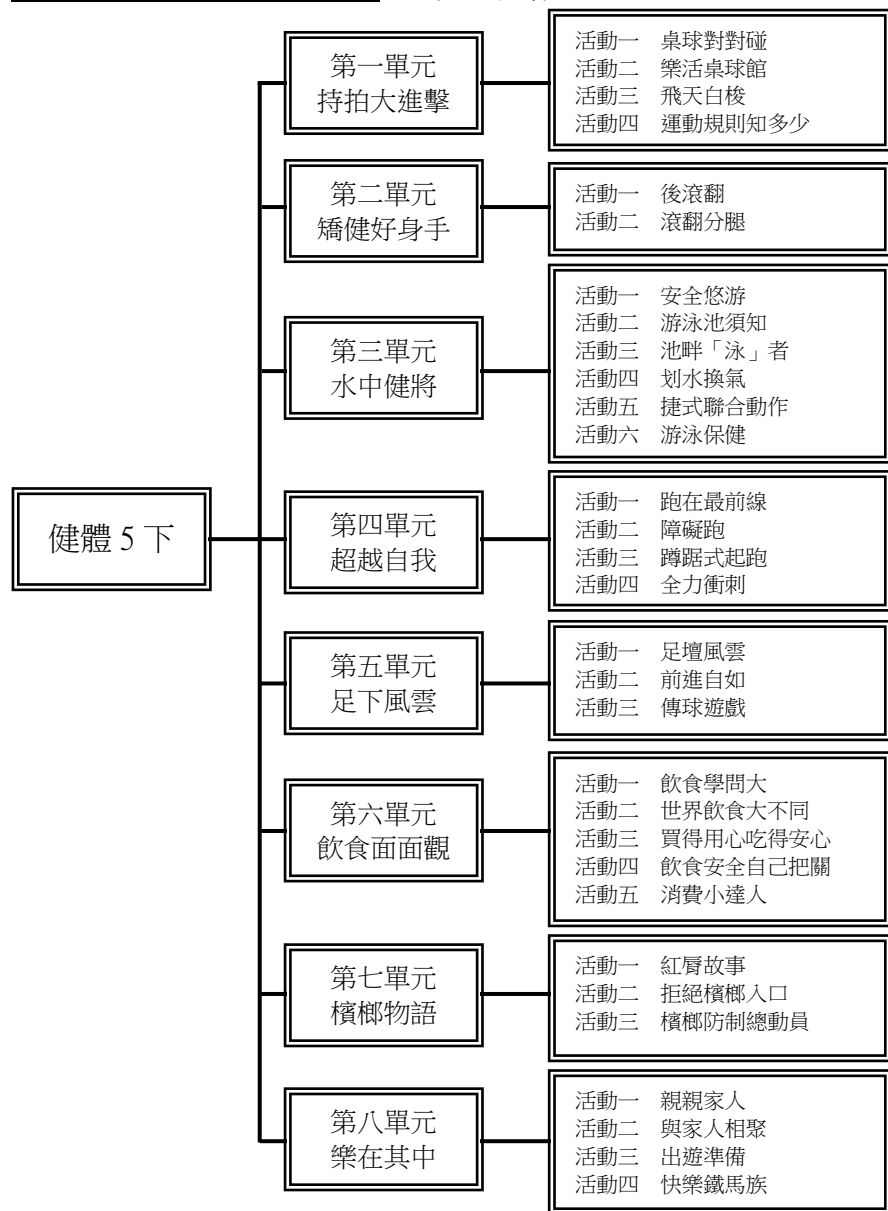 健體 5 下
第一單元
持拍大進擊
活動一 桌球對對碰
活動二 樂活桌球館
活動三 飛天白梭
活動四 運動規則知多少
第二單元
矯健好身手
活動一 後滾翻
活動二 滾翻分腿
第三單元
水中健將
活動一 安全悠游
活動二 游泳池須知
活動三 池畔「泳」者
活動四 划水換氣
活動五 捷式聯合動作
活動六 游泳保健
第四單元
超越自我
活動一 跑在最前線
活動二 障礙跑
活動三 蹲踞式起跑
活動四 全力衝刺
第五單元
足下風雲
活動一 足壇風雲
活動二 前進自如
活動三 傳球遊戲
第六單元
飲食面面觀
活動一 飲食學問大
活動二 世界飲食大不同
活動三 買得用心吃得安心
活動四 飲食安全自己把關
活動五 消費小達人
第七單元
檳榔物語
活動一 紅脣故事
活動二 拒絕檳榔入口
活動三 檳榔防制總動員
第八單元
樂在其中
活動一 親親家人
活動二 與家人相聚
活動三 出遊準備
活動四 快樂鐵馬族